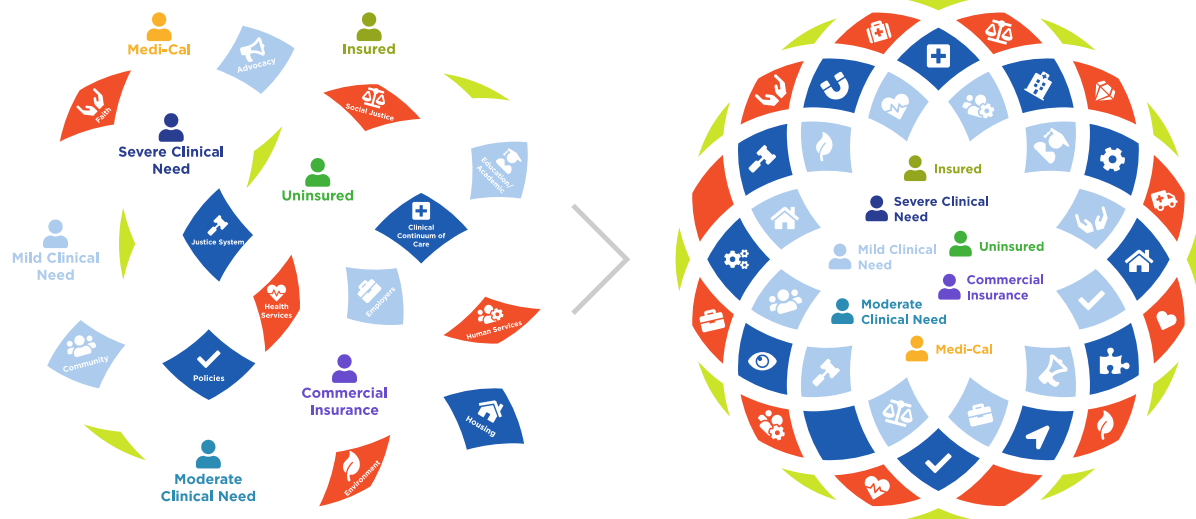 Medi-Cal
Insured
Advocacy
Faith
Social Justice
Severe Clinical
Need
Education/
Academic
Uninsured
Justice System
Clinical
Continuum of
Care
Mild Clinical
Need
Health
Services
Employers
Human Services
Community
Policies
Commercial
Insurance
Housing
Moderate
Clinical Need
Environment
Insured
Severe Clinical
Need
Mild Clinical
Need
Uninsured
Commercial
Insurance
Moderate
Clinical Need
Medi-Cal